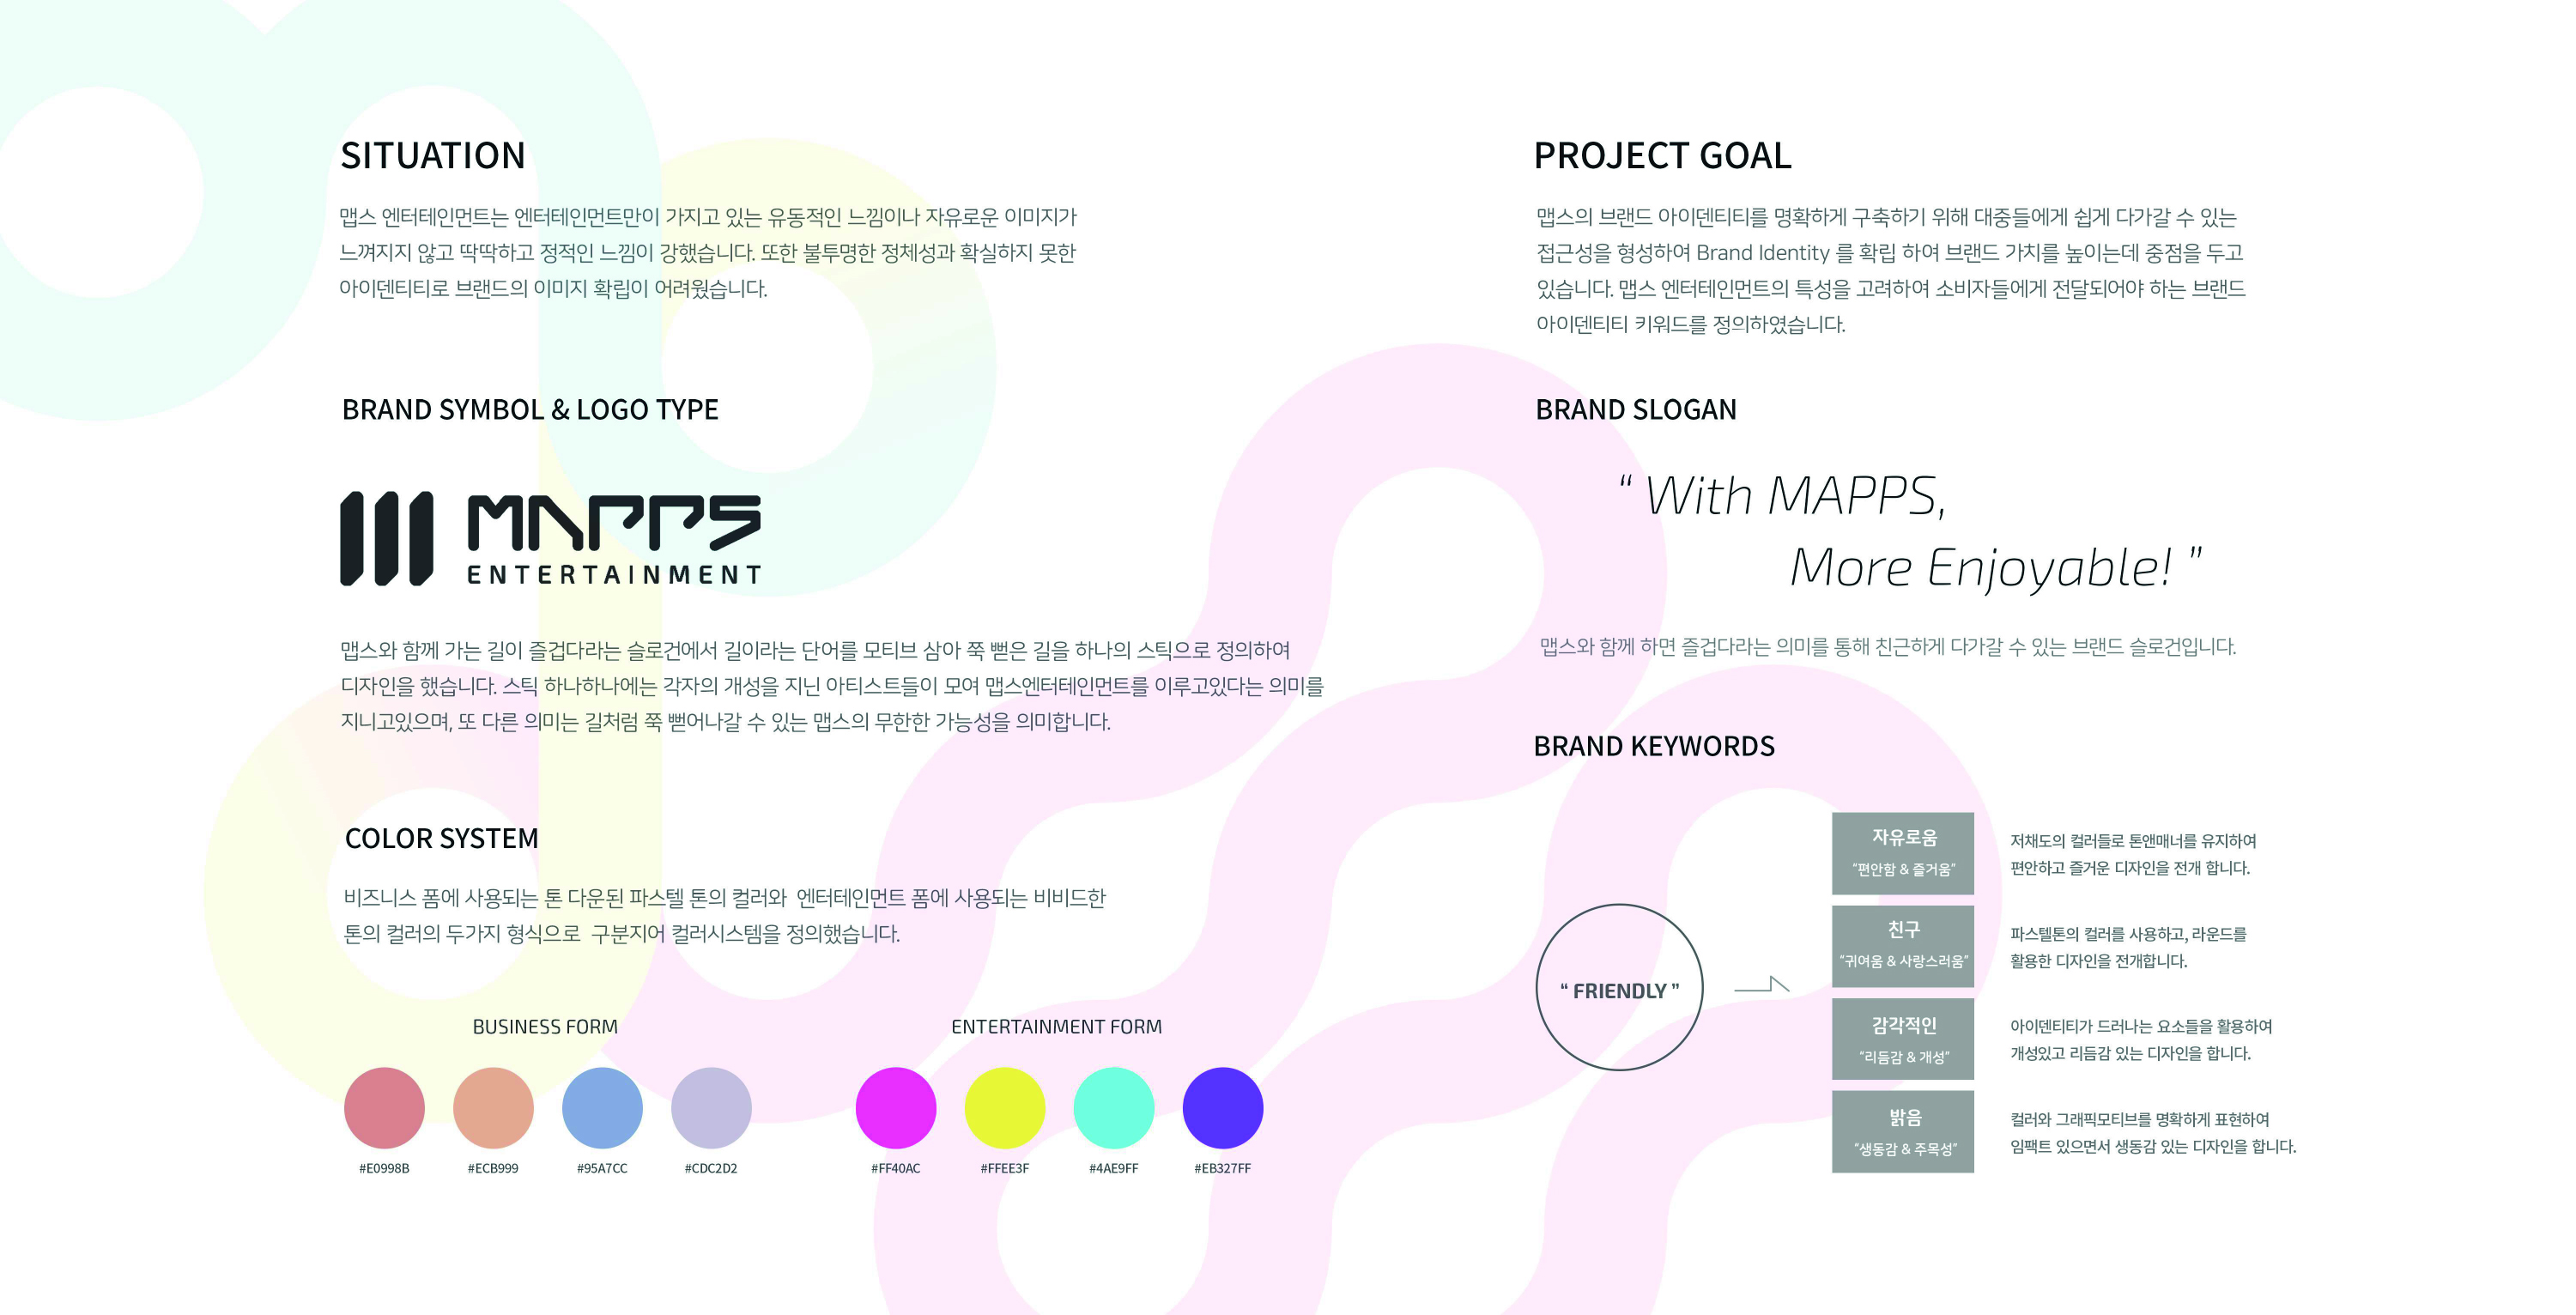 SITUATION
맵스 엔터테인먼트는 엔터테인먼트만이 가지고 있는 유동적인 느낌이나 자유로운 이미지가
느껴지지 않고 딱딱하고 정적인 느낌이 강했습니다. 또한 불투명한 정체성과 확실하지 못한
아이덴티티로 브랜드의 이미지 확립이 어려웠습니다.
BRAND SYMBOL & LOGO TYPE
MAPPS
ENTERTAINMENT
맵스와 함께 가는 길이 즐겁다라는 슬로건에서 길이라는 단어를 모티브 삼아 쭉 뻗은 길을 하나의 스틱으로 정의하여
디자인을 했습니다. 스틱 하나하나에는 각자의 개성을 지닌 아티스트들이 모여 맵스엔터테인먼트를 이루고있다는 의미를
지니고있으며, 또 다른 의미는 길처럼 쭉 뻗어나갈 수 있는 맵스의 무한한 가능성을 의미합니다.
COLOR SYSTEM
비즈니스 폼에 사용되는 톤 다운된 파스텔 톤의 컬러와 엔터테인먼트 폼에 사용되는 비비드한
톤의 컬러의 두가지 형식으로 구분지어 컬러시스템을 정의했습니다.
BUSINESS FORM
#E0998B
#ECB999
#95A7CC
#CDC2D2
ENTERTAINMENT FORM
#FF40AC
#FFEE3F
#4AE9FF
#EB327FF
PROJECT GOAL
맵스의 브랜드 아이덴티티를 명확하게 구축하기 위해 대중들에게 쉽게 다가갈 수 있는
접근성을 형성하여 Brand Identity 를 확립 하여 브랜드 가치를 높이는데 중점을 두고
있습니다. 맵스 엔터테인먼트의 특성을 고려하여 소비자들에게 전달되어야 하는 브랜드
아이덴티티 키워드를 정의하였습니다.
BRAND SLOGAN
“ With MAPPS,
More Enjoyable! ”
맵스와 함께 하면 즐겁다라는 의미를 통해 친근하게 다가갈 수 있는 브랜드 슬로건입니다.
BRAND KEYWORDS
“ FRIENDLY ”
자유로움
“편안함 & 즐거움”
저채도의 컬러들로 톤앤매너를 유지하여
편안하고 즐거운 디자인을 전개 합니다.
친구
“귀여움 & 사랑스러움”
파스텔톤의 컬러를 사용하고, 라운드를
활용한 디자인을 전개합니다.
감각적인
“리듬감 & 개성”
아이덴티티가 드러나는 요소들을 활용하여
개성있고 리듬감 있는 디자인을 합니다.
밝음
“생동감 & 주목성”
컬러와 그래픽모티브를 명확하게 표현하여
임팩트 있으면서 생동감 있는 디자인을 합니다.